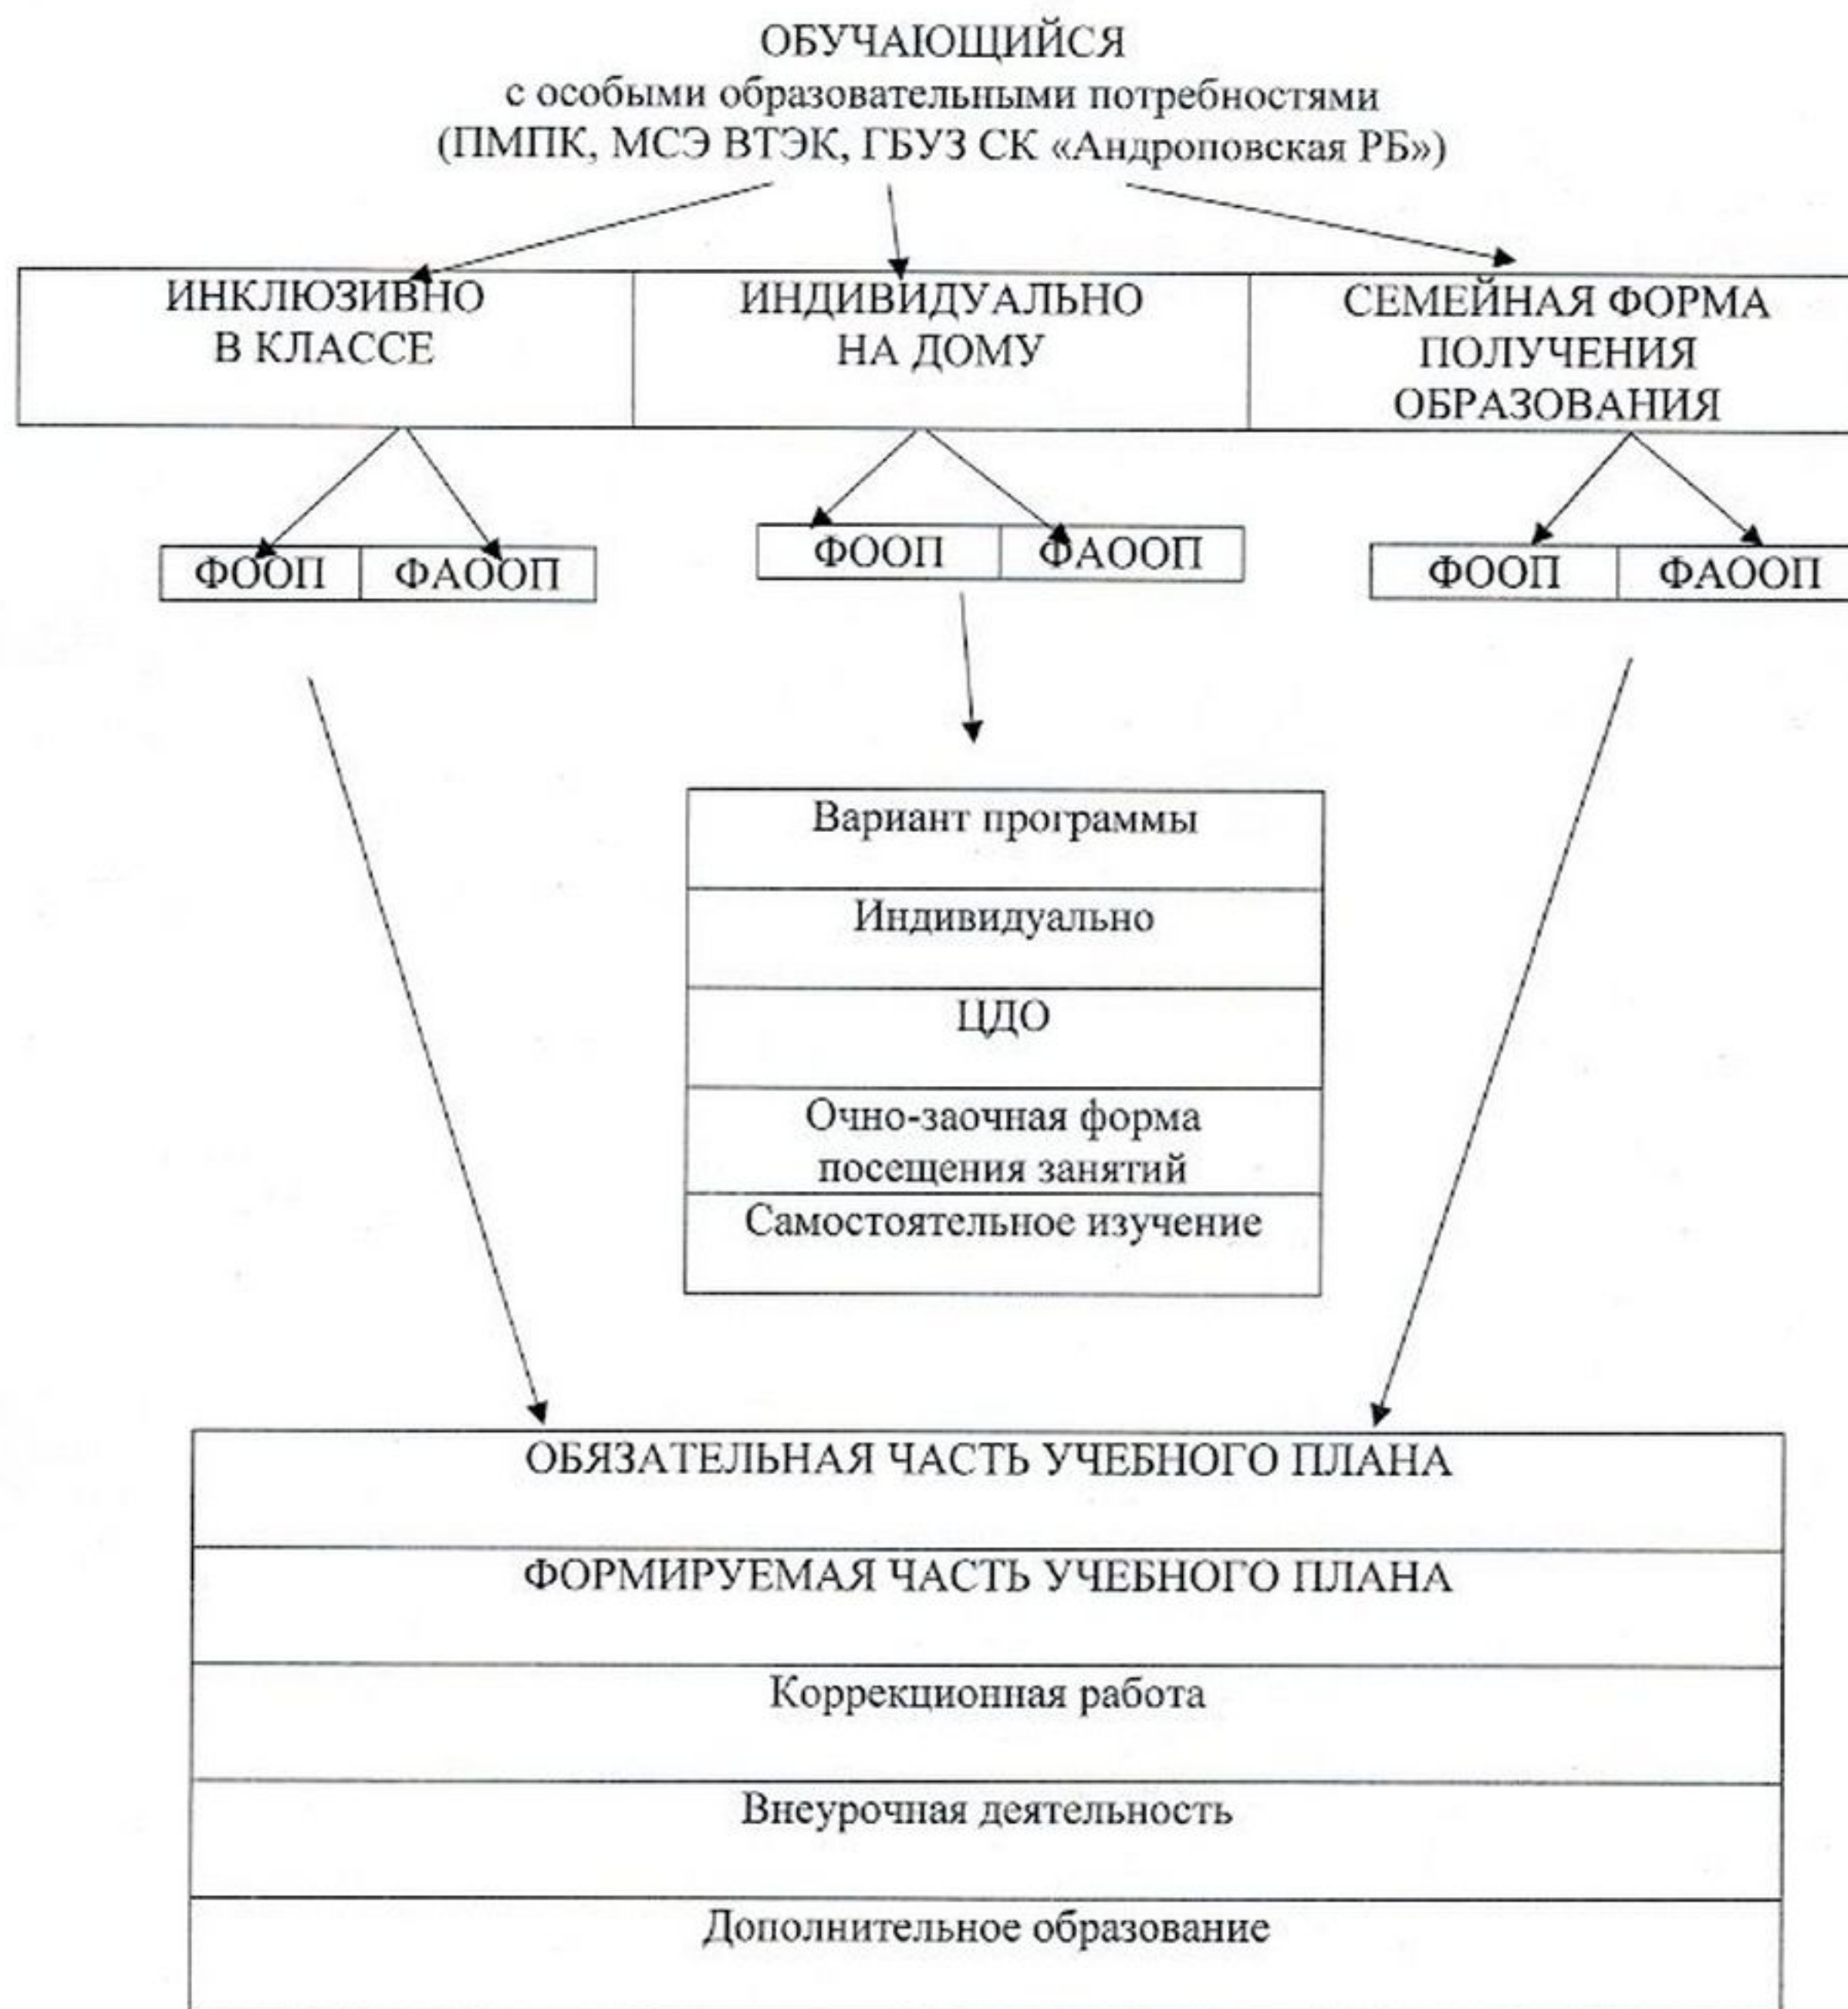 ОБУЧАЮЩИЙСЯ
с особыми образовательными потребностями
(ПМПК, МСЭ ВТЭК, ГБУЗ СК «Андроповская РБ»)
ИНКЛЮЗИВНО
В КЛАССЕ
ИНДИВИДУАЛЬНО
НА ДОМУ
СЕМЕЙНАЯ ФОРМА
ПОЛУЧЕНИЯ
ОБРАЗОВАНИЯ
ФООП
ФАООП
ФООП
ФАООП
ФООП
ФАООП
Вариант программы
Индивидуально
ЦДО
Очно-заочная форма
посещения занятий
Самостоятельное изучение
ОБЯЗАТЕЛЬНАЯ ЧАСТЬ УЧЕБНОГО ПЛАНА
ФОРМИРУЕМАЯ ЧАСТЬ УЧЕБНОГО ПЛАНА
Коррекционная работа
Внеурочная деятельность
Дополнительное образование